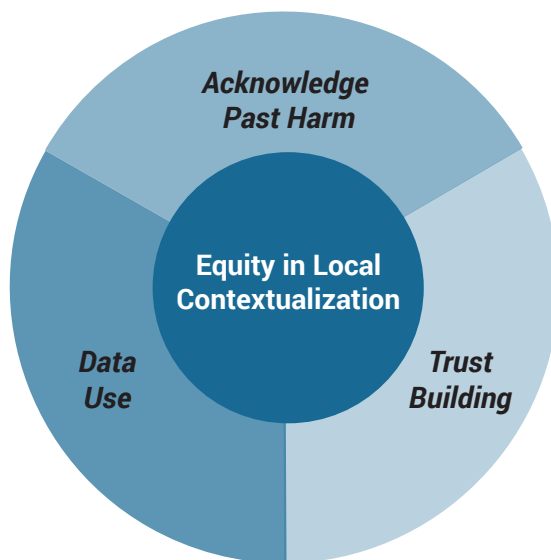 Acknowledge
Past Harm
Equity in Local
Contextualization
Data
Use
Trust
Building